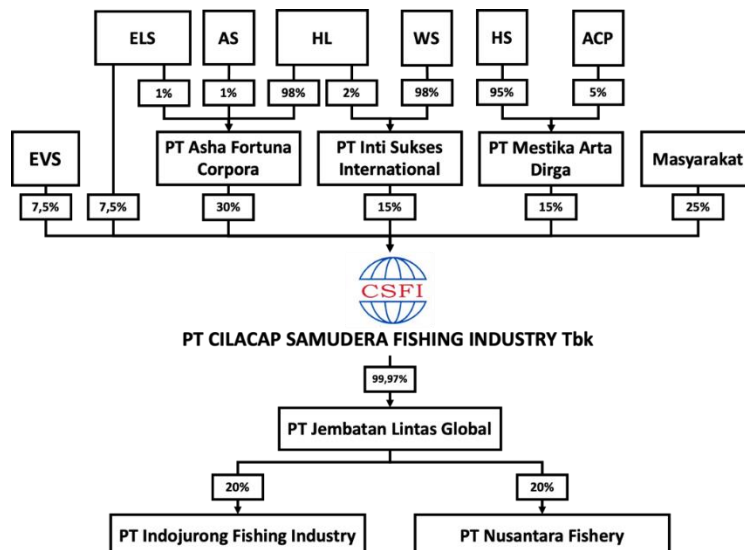 ELS
AS
HL
WS
HS
ACP
1%
1%
98%
2%
98%
95%
5%
EVS
PT Asha Fortuna
Corpora
PT Inti Sukses
International
PT Mestika Arta
Dirga
Masyarakat
7,5%
7,5%
30%
15%
15%
25%
CSFI
PT CILACAP SAMUDERA FISHING INDUSTRY Tbk
99,97%
PT Jembatan Lintas Global
20%
20%
PT Indojurong Fishing Industry
PT Nusantara Fishery